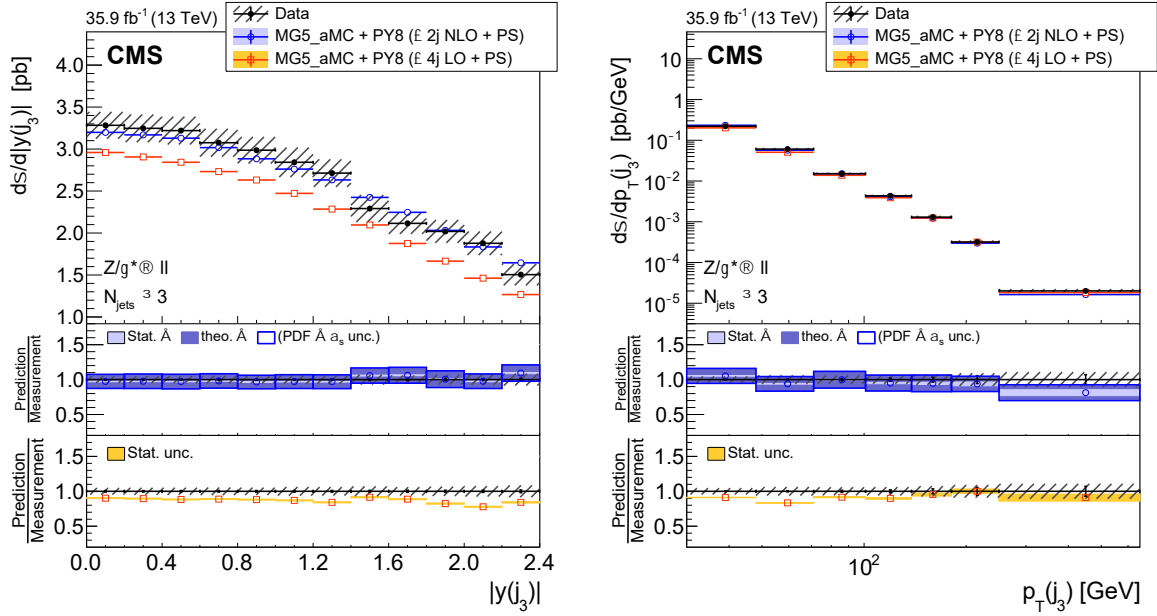 35.9 fb-1 (13 TeV)
Data
MG5_aMC + PY8 (£ 2j NLO + PS)
MG5_aMC + PY8 (£ 4j LO + PS)
CMS
dS/d|y(j3)| [pb]
4.0
3.5
3.0
2.5
2.0
1.5
1.0
Z/g*® ll
Njets ³ 3
Stat. Å theo. Å (PDF Å as unc.)
Prediction
Measurement
1.5
1.0
0.5
Stat. unc.
Prediction
Measurement
1.5
1.0
0.5
0.0 0.4 0.8 1.2 1.6 2.0 2.4
|y(j3)|
35.9 fb-1 (13 TeV)
Data
MG5_aMC + PY8 (£ 2j NLO + PS)
MG5_aMC + PY8 (£ 4j LO + PS)
CMS
dS/dpT(j3) [pb/GeV]
1
10-1
10-2
10-3
10-4
10-5
Z/g*® ll
Njets ³ 3
Stat. Å theo. Å (PDF Å as unc.)
Prediction
Measurement
1.5
1.0
0.5
Stat. unc.
Prediction
Measurement
1.5
1.0
0.5
102
pT(j3) [GeV]